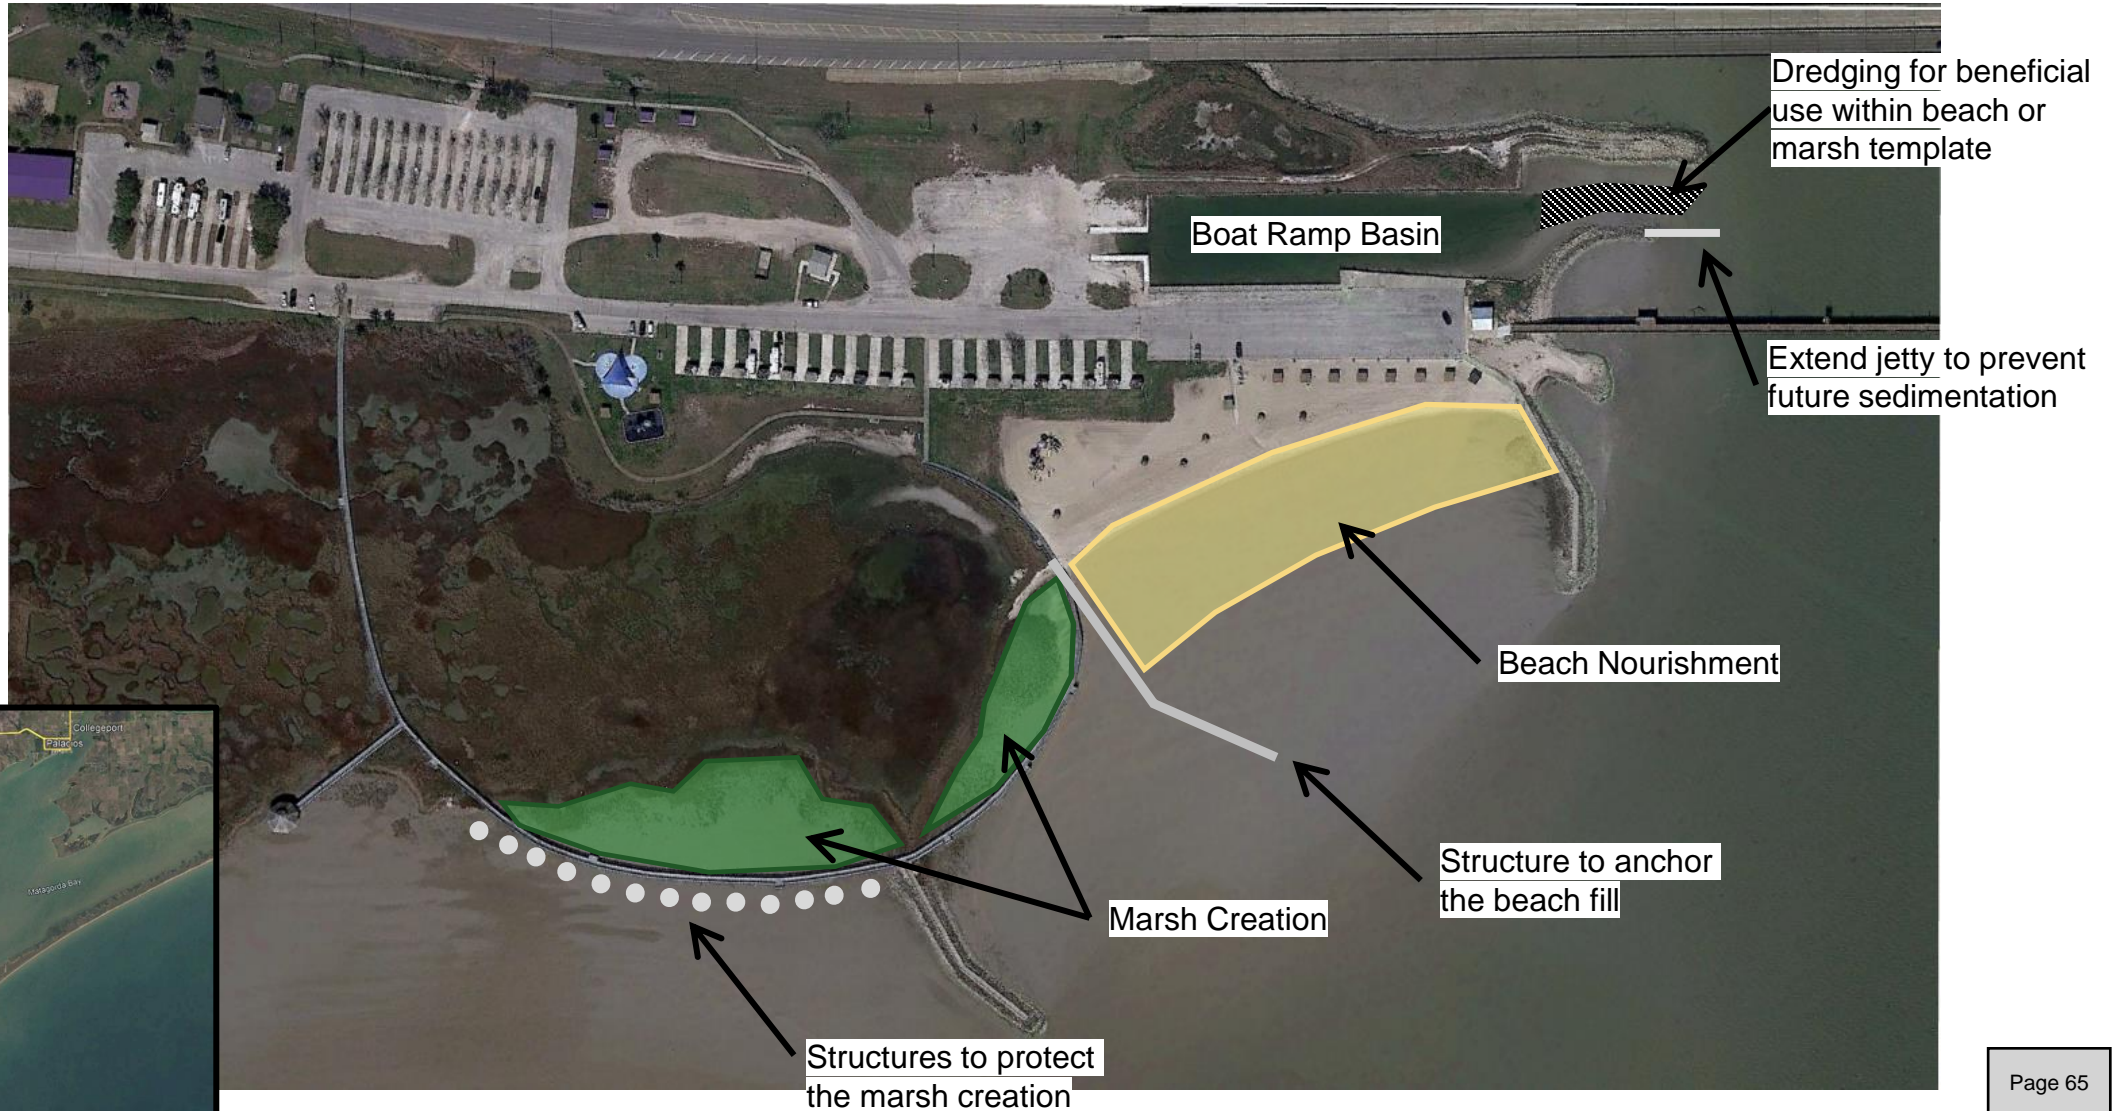 Dredging for beneficial
use within beach or
marsh template
Boat Ramp Basin
Extend jetty to prevent
future sedimentation
Beach Nourishment
Collegeport
Palacios
Matagorda Bay
Structure to anchor
the beach fill
Marsh Creation
Structures to protect
the marsh creation
Page 65